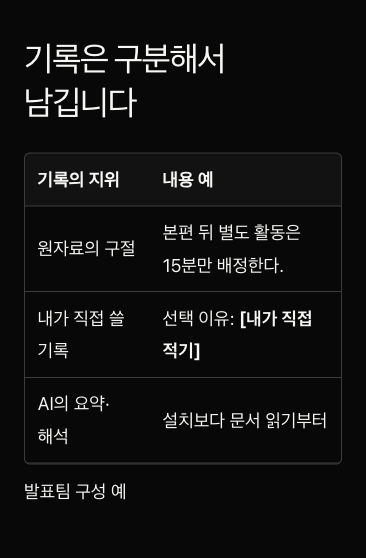 기록은 구분해서
남깁니다
기록의 지위 내용 예
원자료의 구절 본편 뒤 별도 활동은
15분만 배정한다.
내가 직접 쓸
기록
선택 이유: [내가 직접
적기]
AI의 요약·
해석
설치보다 문서 읽기부터
발표팀 구성 예